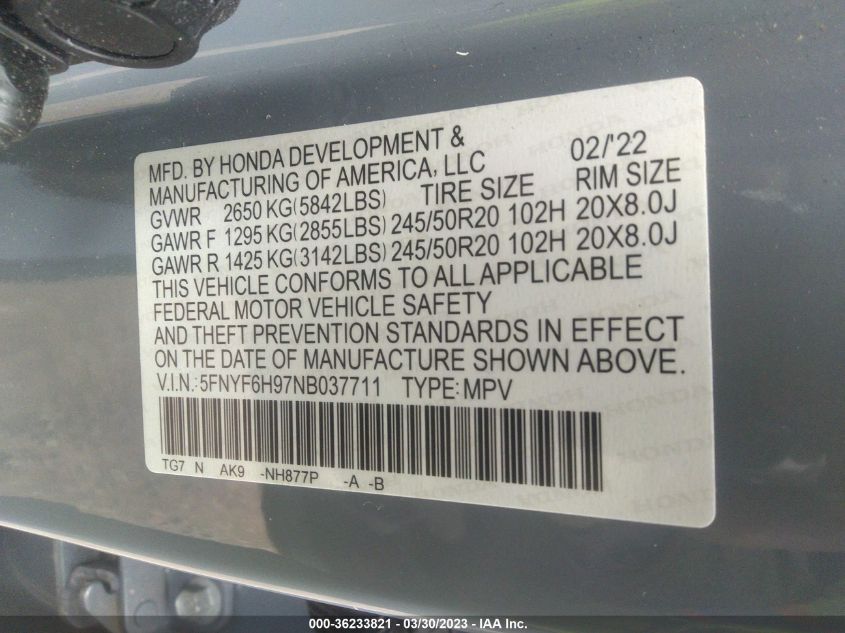 MFD. BY HONDA DEVELOPMENT &
MANUFACTURING OF AMERICA, LLC 02/'22
GVWR 2650 KG(5842LBS) TIRE SIZE RIM SIZE
GAWR F 1295 KG(2855LBS) 245/50R20 102H 20X8.0J
GAWR R 1425 KG(3142LBS) 245/50R20 102H 20X8.0J
THIS VEHICLE CONFORMS TO ALL APPLICABLE
FEDERAL MOTOR VEHICLE SAFETY
AND THEFT PREVENTION STANDARDS IN EFFECT
ON THE DATE OF MANUFACTURE SHOWN ABOVE.
V.I.N.:5FNYF6H97NB037711 TYPE:MPV
TG7 N AK9 -NH877P -A -B
000-36233821 - 03/30/2023 - IAA Inc.